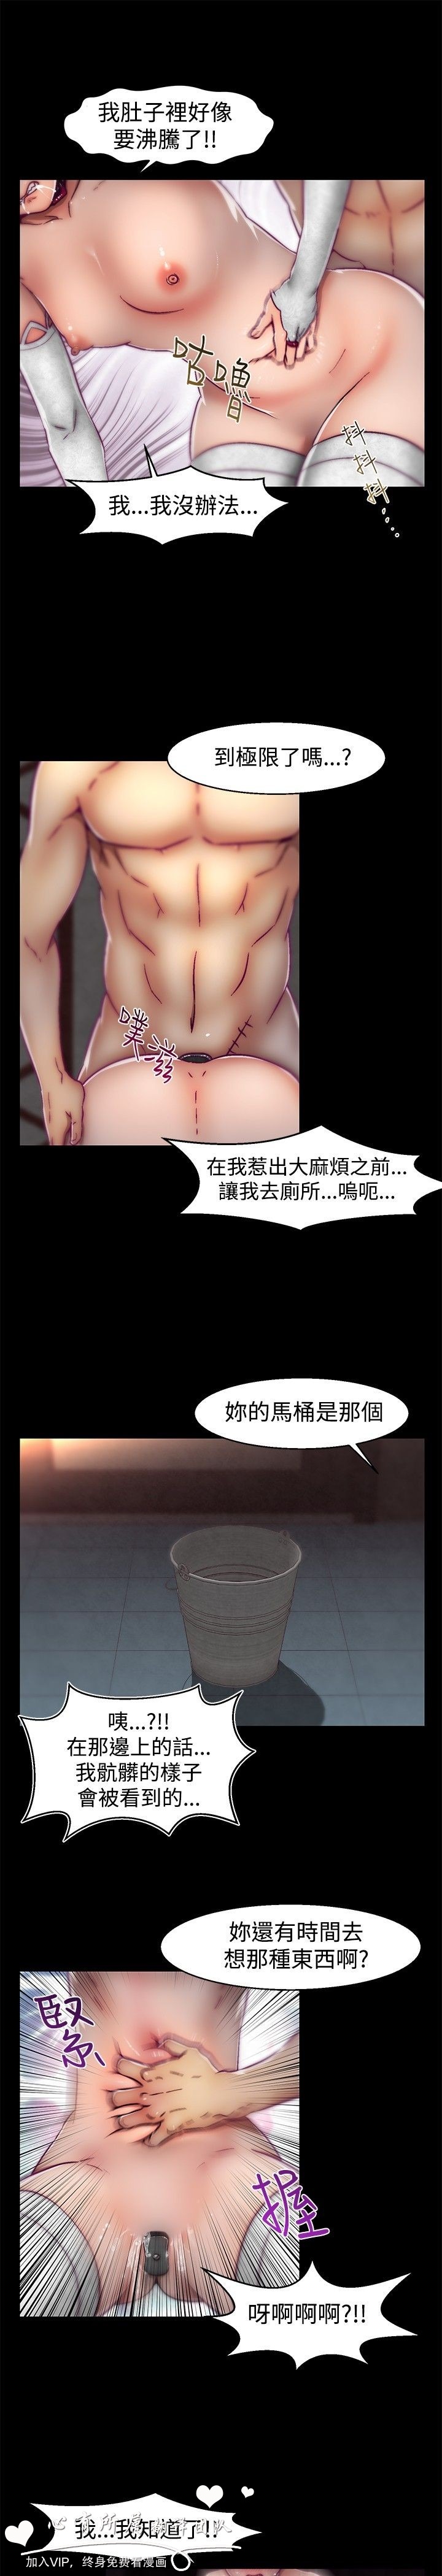 我肚子裡好像
要沸騰了!!
咕嚕
抖
抖
抖...
我...我沒辦法...
到極限了嗎...?
噗滋
在我惹出大麻煩之前...
讓我去廁所...嗚呃...
妳的馬桶是那個
咦...?!!
在那邊上的話...
我骯髒的樣子
會被看到的...
妳還有時間去
想那種東西啊?
緊
握
呀啊啊啊?!!
我...我知道了!!
加入VIP，终身免费看漫画